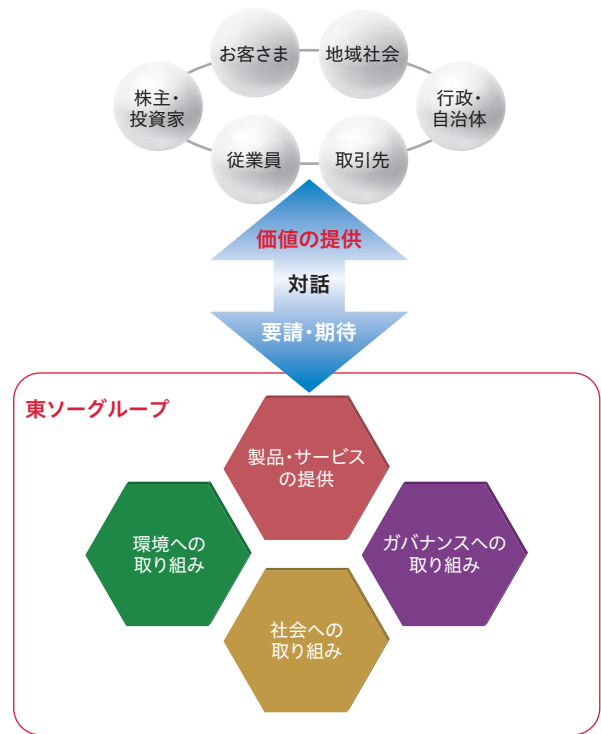 お客さま
地域社会
株主・
投資家
行政・
自治体
従業員
取引先
価値の提供
対話
要請・期待
東ソーグループ
製品・サービス
の提供
環境への
取り組み
ガバナンスへの
取り組み
社会への
取り組み